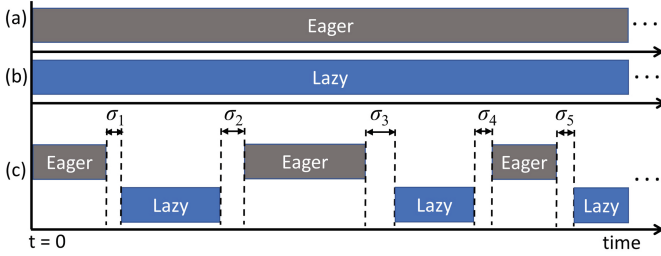 (a) Eager ...
(b) Lazy ...
σ1 σ2 σ3 σ4 σ5
(c) Eager Eager Eager ...
Lazy Lazy Lazy
t = 0 time